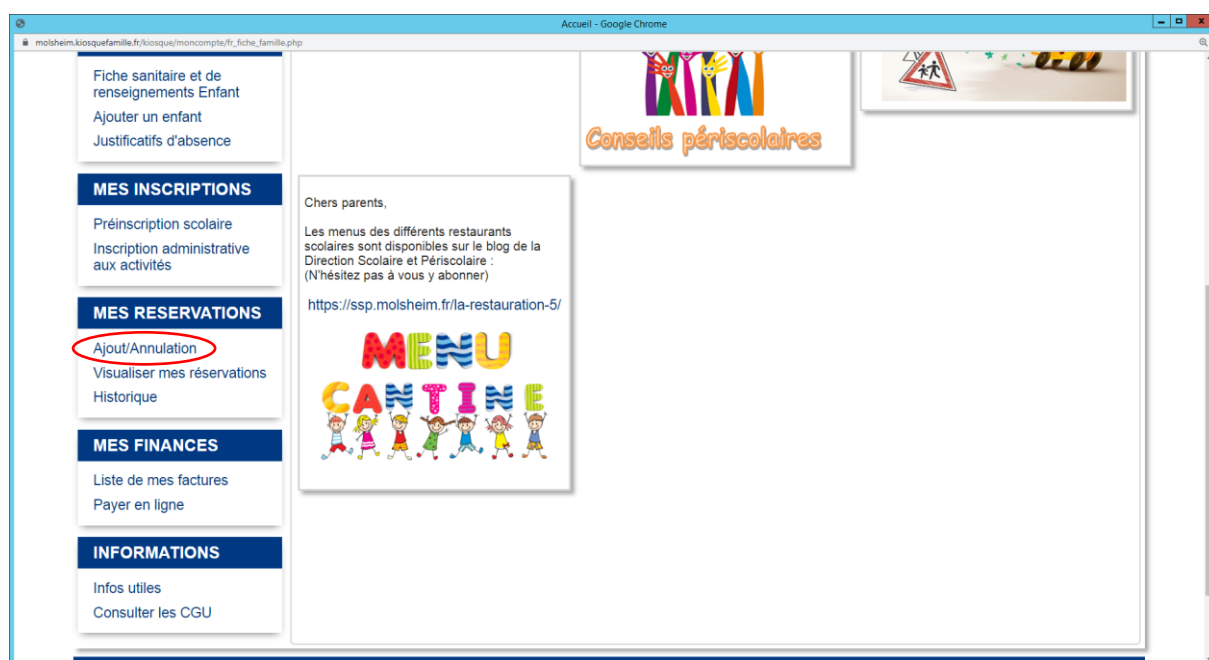 Accueil - Google Chrome
molsheim.kiosquefamille.fr/kiosque/moncompte/fr_fiche_famille.php
Fiche sanitaire et de
renseignements Enfant
Ajouter un enfant
Justificatifs d'absence
MES INSCRIPTIONS
Préinscription scolaire
Inscription administrative
aux activités
MES RESERVATIONS
Ajout/Annulation
Visualiser mes réservations
Historique
MES FINANCES
Liste de mes factures
Payer en ligne
INFORMATIONS
Infos utiles
Consulter les CGU
Conseils périscolaires
Chers parents,
Les menus des différents restaurants
scolaires sont disponibles sur le blog de la
Direction Scolaire et Périscolaire :
(N'hésitez pas à vous y abonner)
https://ssp.molsheim.fr/la-restauration-5/
MENU
CANTINE